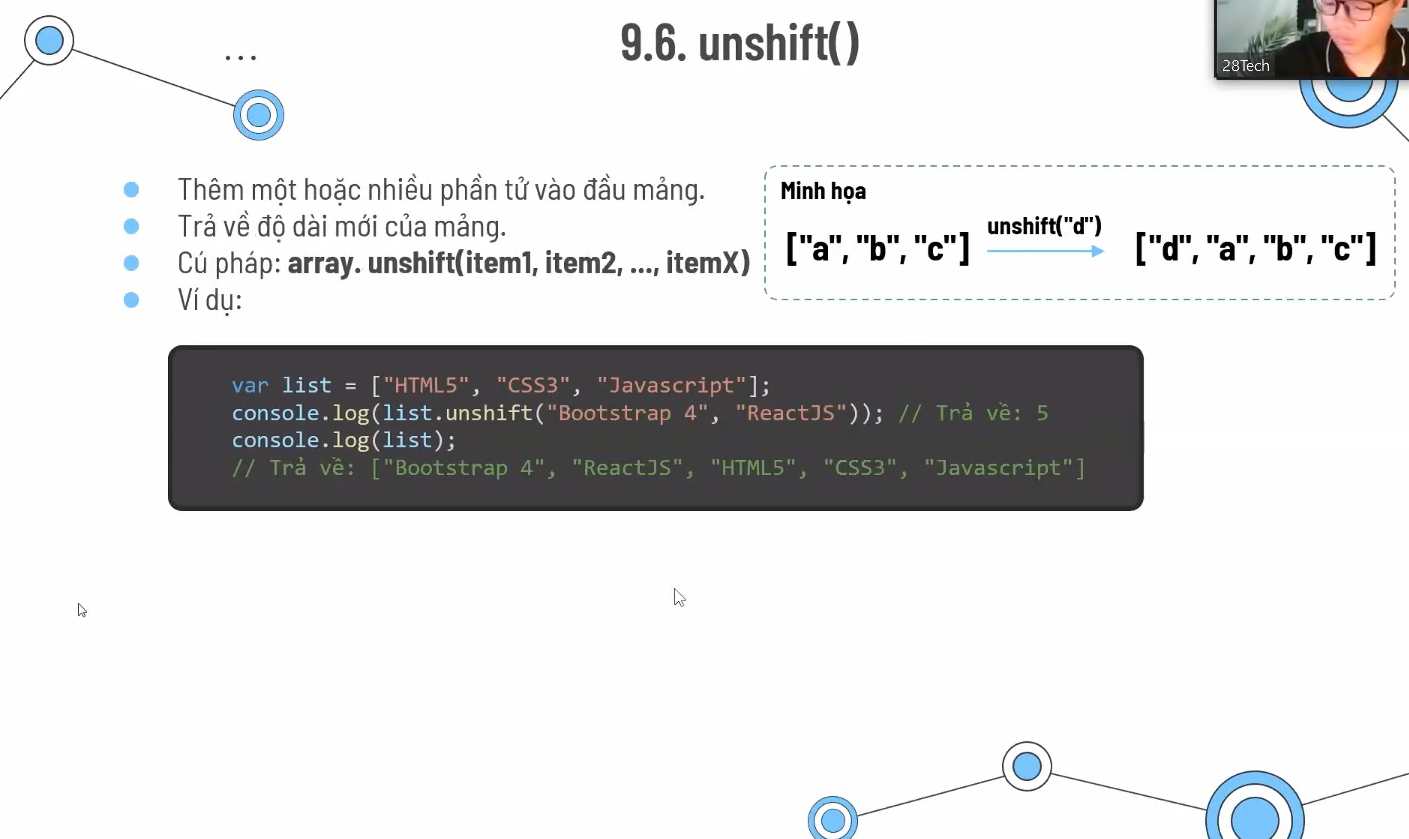 ...
9.6. unshift()
28Tech
Thêm một hoặc nhiều phần tử vào đầu mảng.
Trả về độ dài mới của mảng.
Cú pháp: array. unshift(item1, item2, ..., itemX)
Ví dụ:
Minh họa
unshift("d")
["a", "b", "c"] ["d", "a", "b", "c"]
var list = ["HTML5", "CSS3", "Javascript"];
console.log(list.unshift("Bootstrap 4", "ReactJS")); // Trả về: 5
console.log(list);
// Trả về: ["Bootstrap 4", "ReactJS", "HTML5", "CSS3", "Javascript"]